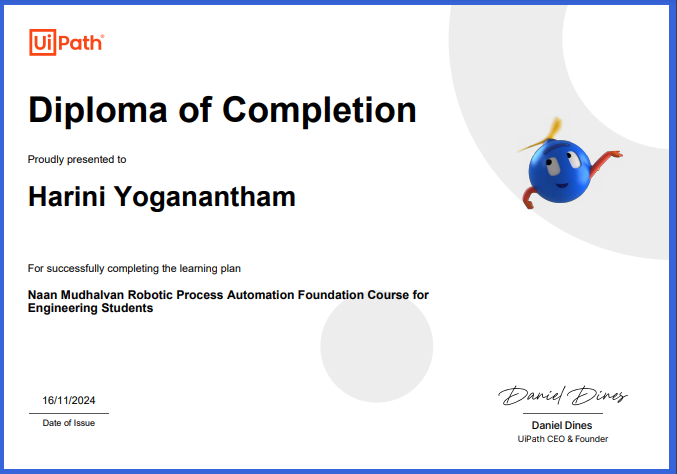 UiPath®
Diploma of Completion
Proudly presented to
Harini Yoganantham
For successfully completing the learning plan
Naan Mudhalvan Robotic Process Automation Foundation Course for
Engineering Students
16/11/2024
Date of Issue
Daniel Dines
Daniel Dines
UiPath CEO & Founder